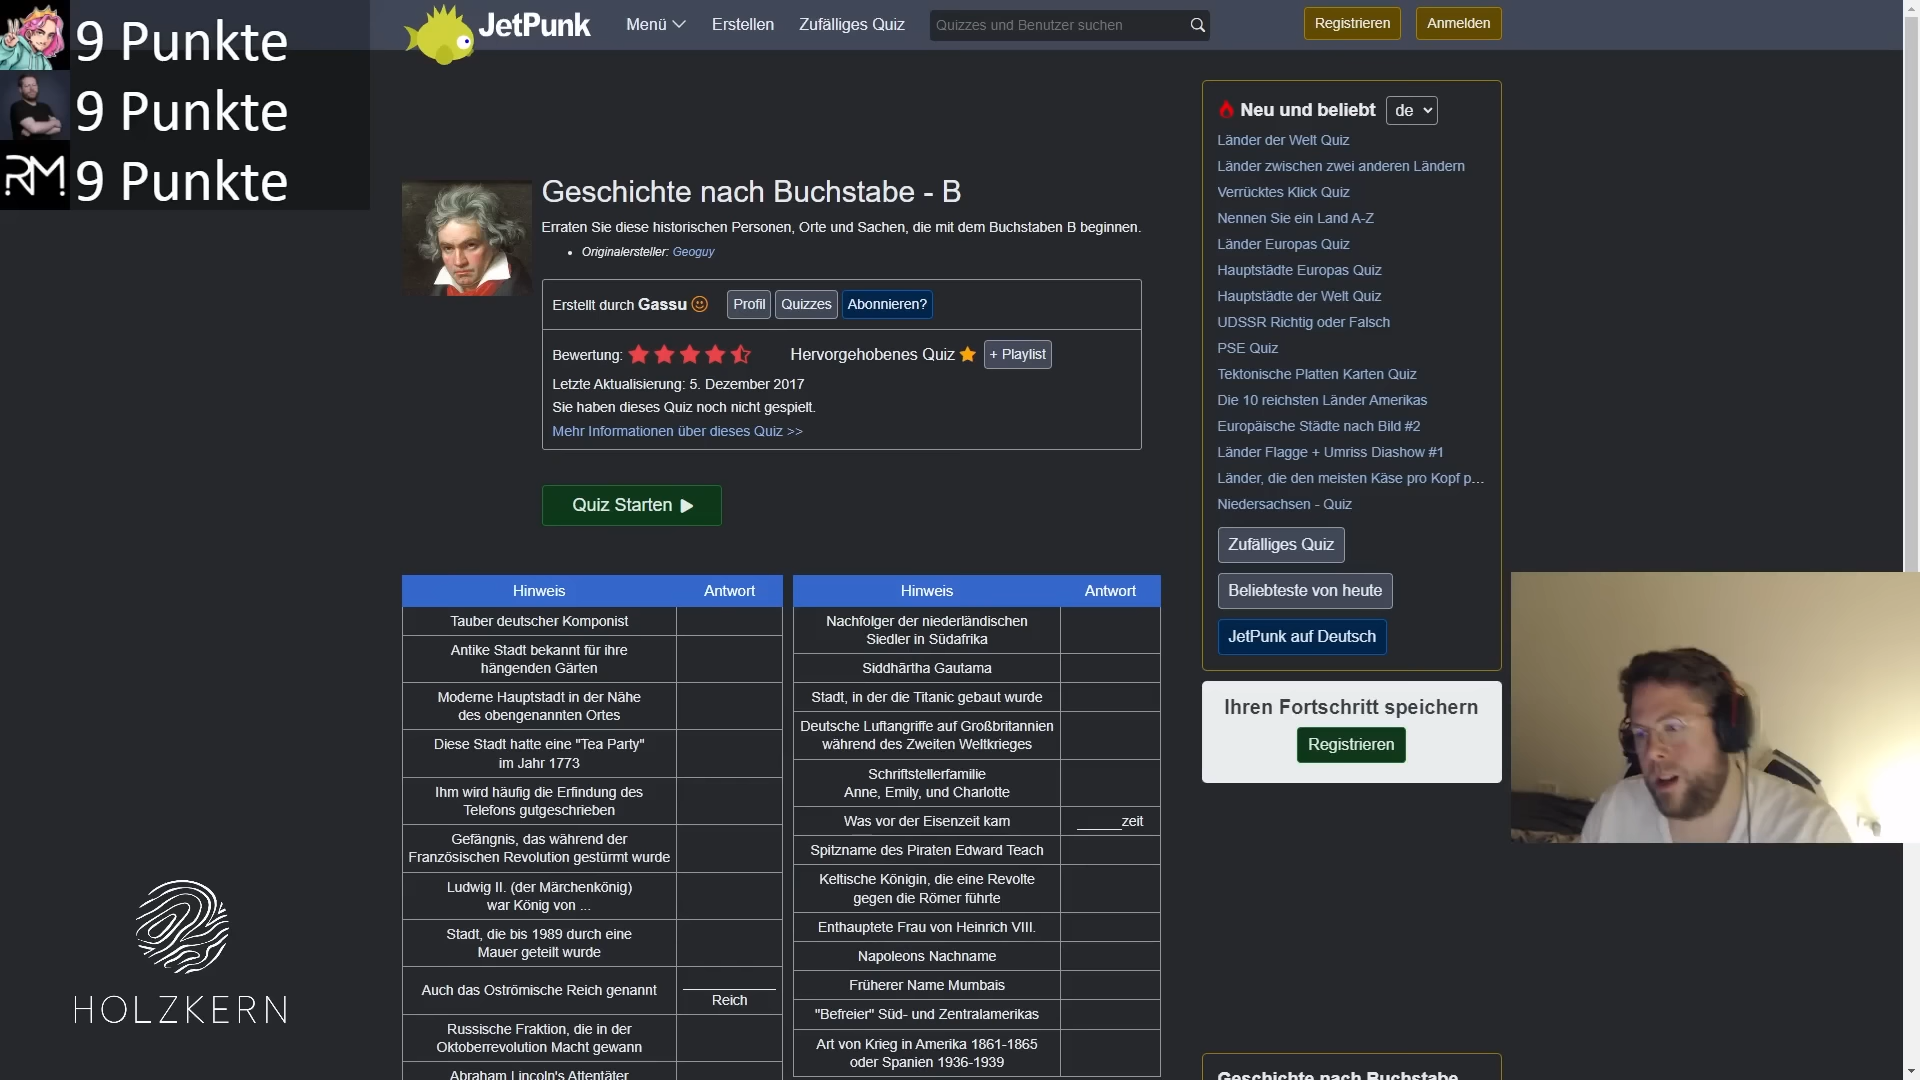 9 Punkte
9 Punkte
RM 9 Punkte
JetPunk
Menü
Erstellen
Zufälliges Quiz
Quizzes und Benutzer suchen
Registrieren
Anmelden
Geschichte nach Buchstabe - B
Erraten Sie diese historischen Personen, Orte und Sachen, die mit dem Buchstaben B beginnen.
Originalersteller: Geoguy
Erstellt durch Gassu
Profil
Quizzes
Abonnieren?
Bewertung:
Hervorgehobenes Quiz
+ Playlist
Letzte Aktualisierung: 5. Dezember 2017
Sie haben dieses Quiz noch nicht gespielt.
Mehr Informationen über dieses Quiz >>
Quiz Starten
Hinweis
Antwort
Tauber deutscher Komponist
Antike Stadt bekannt für ihre
hängenden Gärten
Moderne Hauptstadt in der Nähe
des obengenannten Ortes
Diese Stadt hatte eine "Tea Party"
im Jahr 1773
Ihm wird häufig die Erfindung des
Telefons gutgeschrieben
Gefängnis, das während der
Französischen Revolution gestürmt wurde
Ludwig II. (der Märchenkönig)
war König von ...
Stadt, die bis 1989 durch eine
Mauer geteilt wurde
Auch das Oströmische Reich genannt
____________
Reich
Russische Fraktion, die in der
Oktoberrevolution Macht gewann
Abraham Lincoln's Attentäter
Hinweis
Antwort
Nachfolger der niederländischen
Siedler in Südafrika
Siddhārtha Gautama
Stadt, in der die Titanic gebaut wurde
Deutsche Luftangriffe auf Großbritannien
während des Zweiten Weltkrieges
Schriftstellerfamilie
Anne, Emily, und Charlotte
Was vor der Eisenzeit kam
______zeit
Spitzname des Piraten Edward Teach
Keltische Königin, die eine Revolte
gegen die Römer führte
Enthauptete Frau von Heinrich VIII.
Napoleons Nachname
Früherer Name Mumbais
"Befreier" Süd- und Zentralamerikas
Art von Krieg in Amerika 1861-1865
oder Spanien 1936-1939
Neu und beliebt
de
Länder der Welt Quiz
Länder zwischen zwei anderen Ländern
Verrücktes Klick Quiz
Nennen Sie ein Land A-Z
Länder Europas Quiz
Hauptstädte Europas Quiz
Hauptstädte der Welt Quiz
UDSSR Richtig oder Falsch
PSE Quiz
Tektonische Platten Karten Quiz
Die 10 reichsten Länder Amerikas
Europäische Städte nach Bild #2
Länder Flagge + Umriss Diashow #1
Länder, die den meisten Käse pro Kopf p...
Niedersachsen - Quiz
Zufälliges Quiz
Beliebteste von heute
JetPunk auf Deutsch
Ihren Fortschritt speichern
Registrieren
Geschichte nach Buchstabe
HOLZKERN